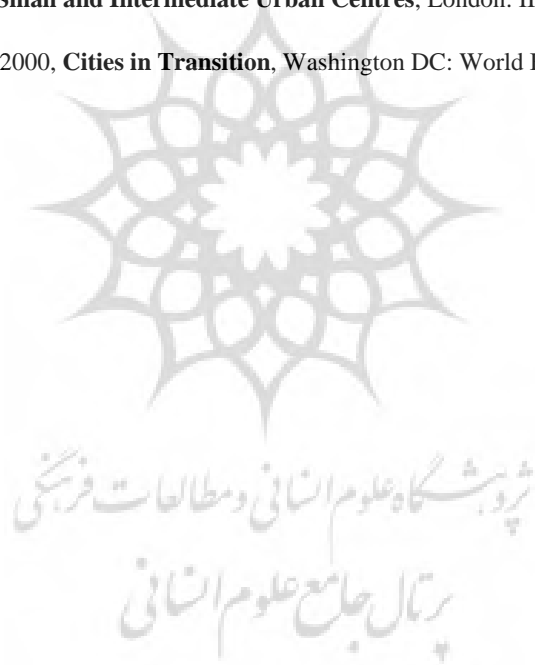 Small and Intermediate Urban Centres, London:
2000, Cities in Transition, Washington DC: World
پژوهشگاه علوم انسانی و مطالعات فرهنگی
پرتال جامع علوم انسانی